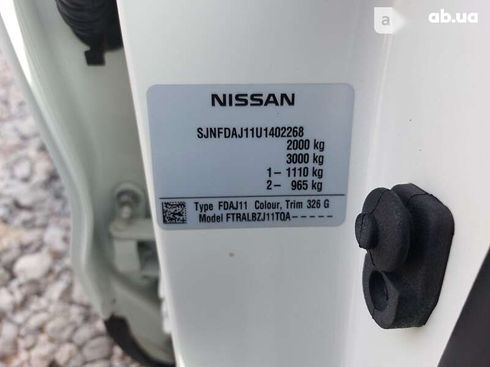 ab.ua
NISSAN
SJNFDAJ11U1402268
2000 kg
3000 kg
1– 1110 kg
2– 965 kg
Type FDAJ11 Colour, Trim 326 G
Model FTRALBZJ11TQA– – – – –